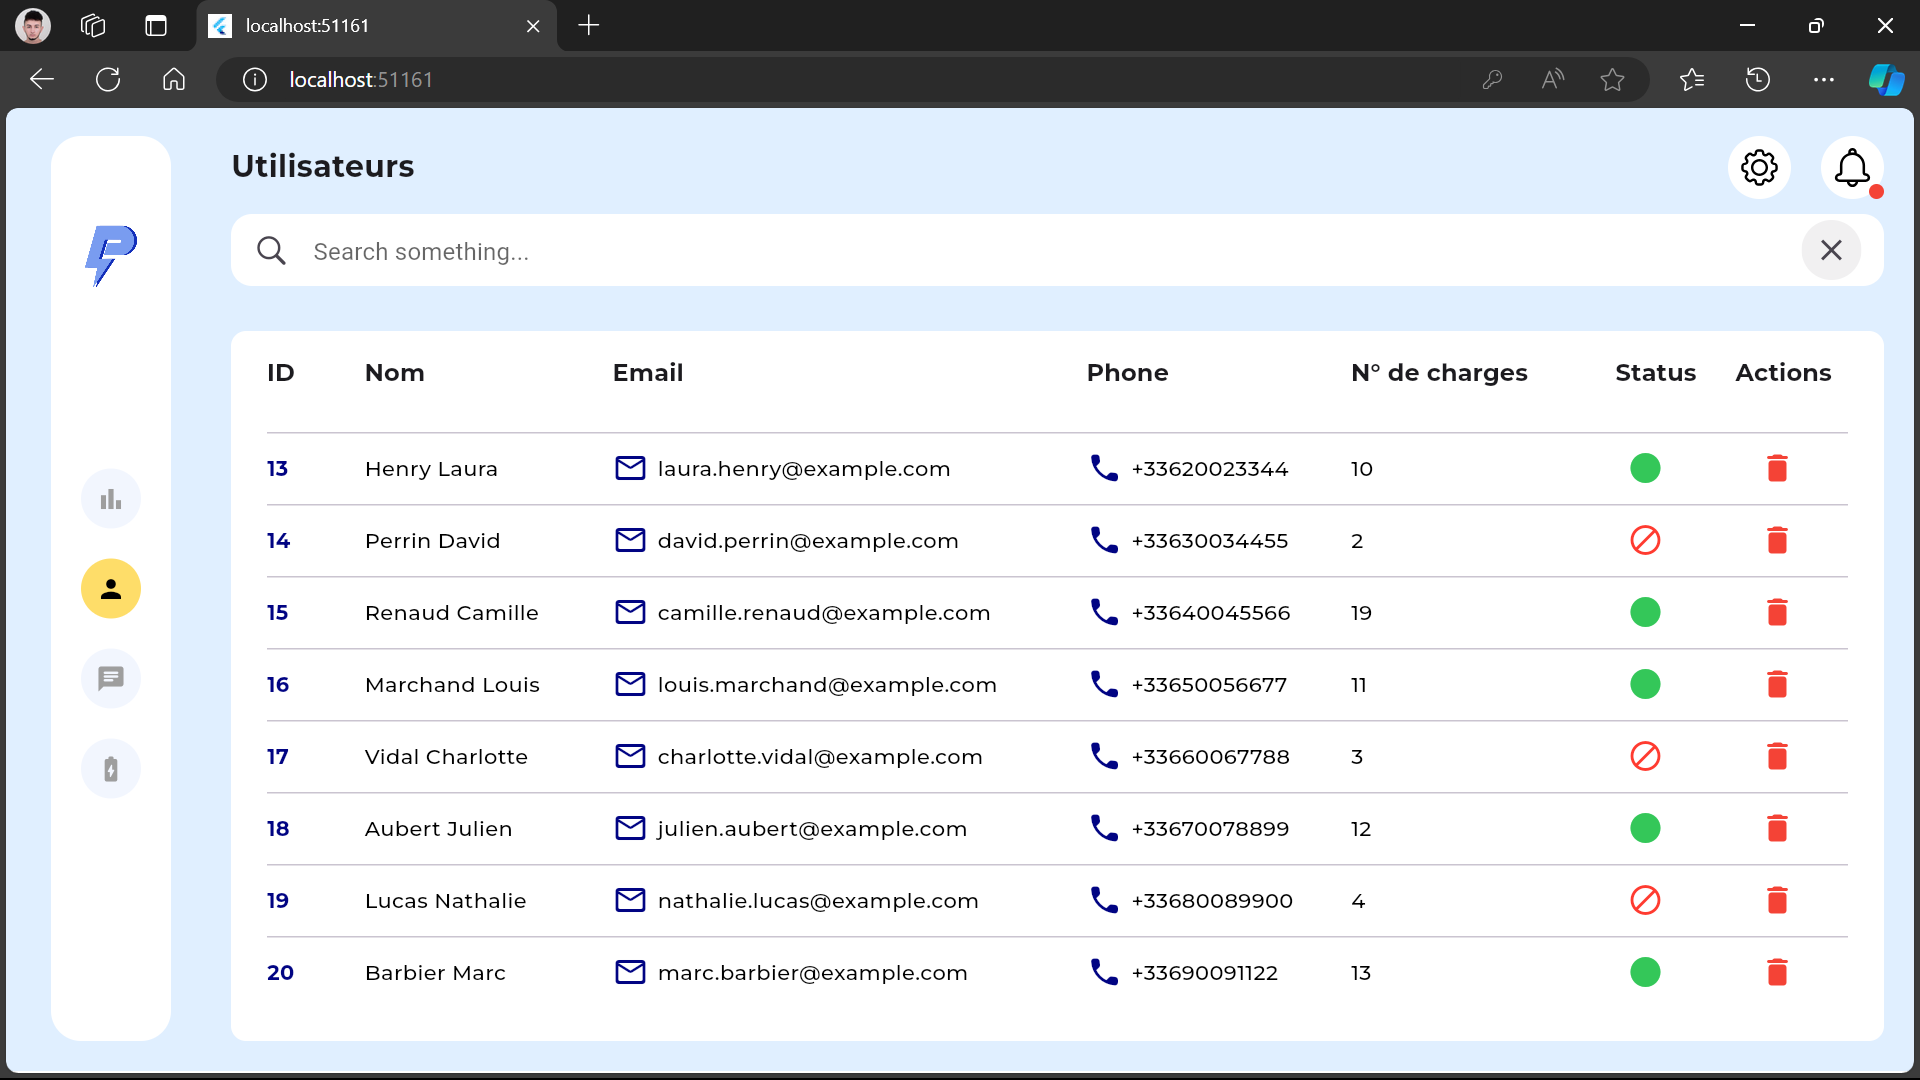 localhost:51161
localhost:51161
Utilisateurs
Search something...
ID Nom Email Phone N° de charges Status Actions
13 Henry Laura laura.henry@example.com +33620023344 10
14 Perrin David david.perrin@example.com +33630034455 2
15 Renaud Camille camille.renaud@example.com +33640045566 19
16 Marchand Louis louis.marchand@example.com +33650056677 11
17 Vidal Charlotte charlotte.vidal@example.com +33660067788 3
18 Aubert Julien julien.aubert@example.com +33670078899 12
19 Lucas Nathalie nathalie.lucas@example.com +33680089900 4
20 Barbier Marc marc.barbier@example.com +33690091122 13